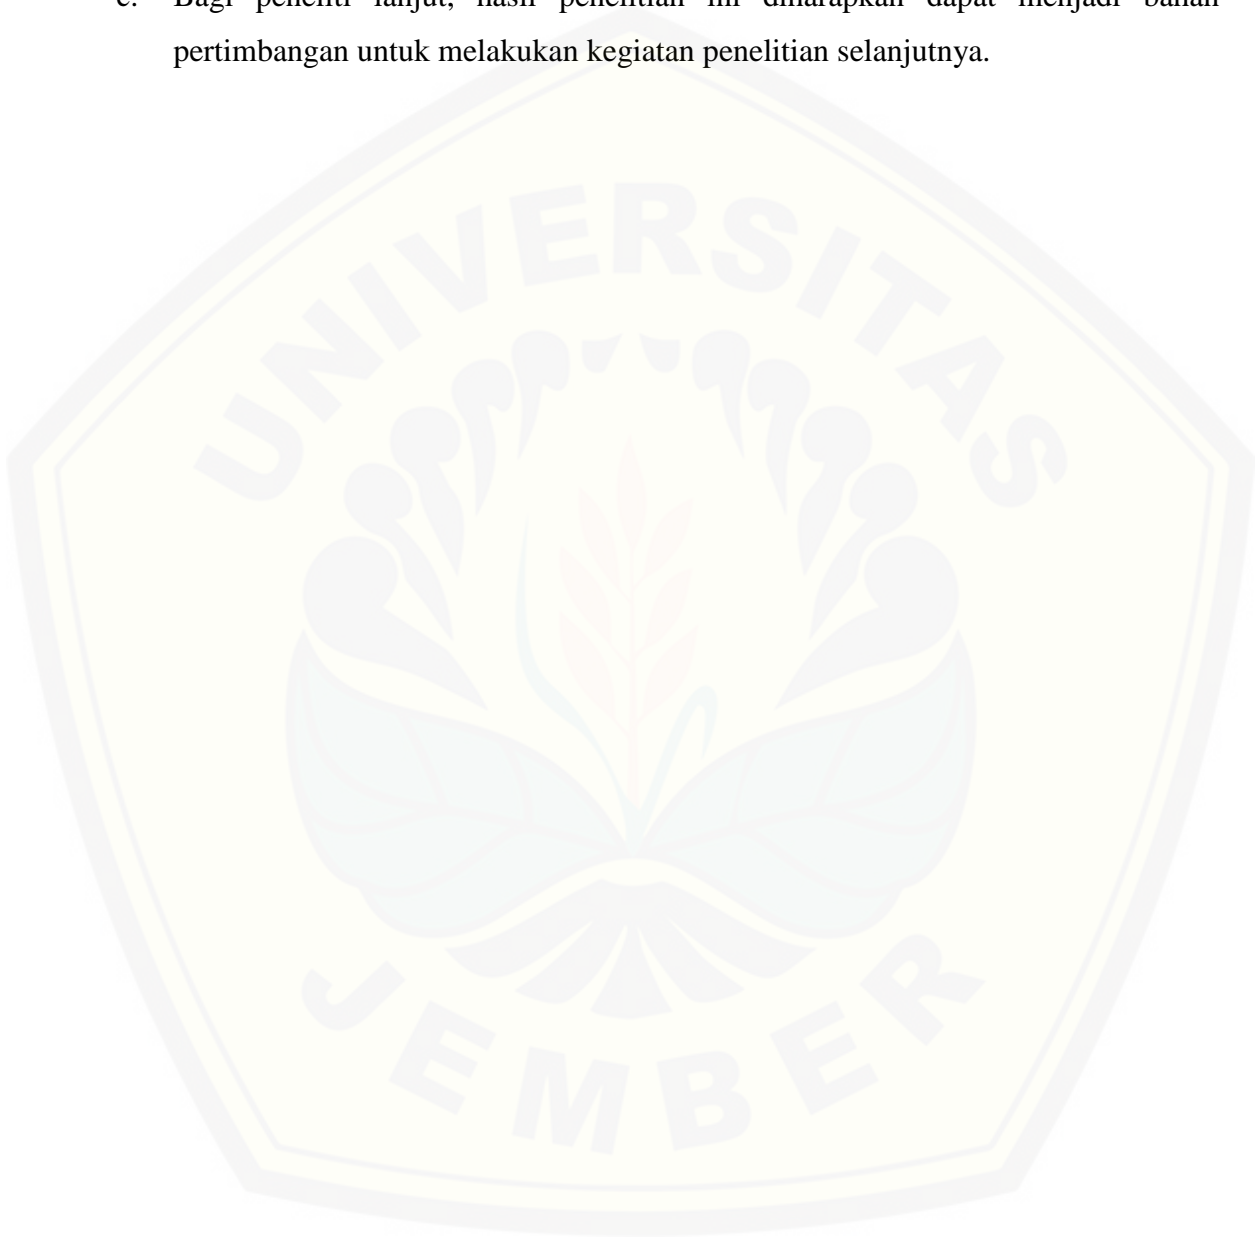 c. Bagi peneliti lanjut, hasil penelitian ini diharapkan dapat menjadi bahan
pertimbangan untuk melakukan kegiatan penelitian selanjutnya.
UNIVERSITAS
JEMBER